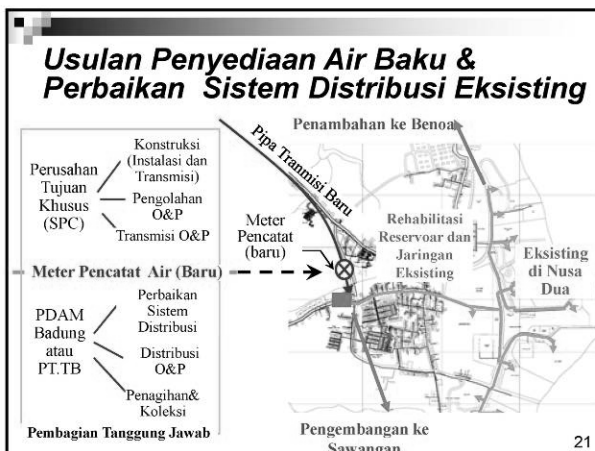 Usulan Penyediaan Air Baku &
Perbaikan Sistem Distribusi Eksisting
Perusahan
Tujuan
Khusus
(SPC)
Konstruksi
(Instalasi dan
Transmisi)
Pengolahan
O&P
Transmisi O&P
Meter Pencatat Air (Baru)
PDAM
Badung
atau
PT.TB
Perbaikan
Sistem
Distribusi
Distribusi
O&P
Penagihan&
Koleksi
Pembagian Tanggung Jawab
Penambahan ke Benoa
Pipa Tranmisi Baru
Meter
Pencatat
(baru)
Rehabilitasi
Reservoar dan
Jaringan
Eksisting
Eksisting
di Nusa
Dua
Pengembangan ke
Sawangan
21